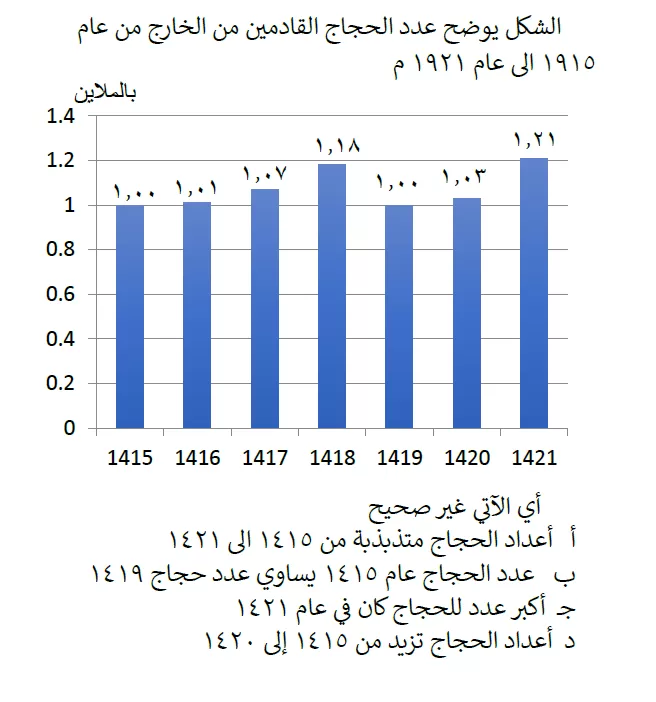 الشكل يوضح عدد الحجاج القادمين من الخارج من عام
١٩١٥ الى عام ١٩٢١ م
بالملاين
1.4
1.2
1
0.8
0.6
0.4
0.2
0
١,٠٠ ١,٠١ ١,٠٧ ١,١٨ ١,٠٠ ١,٠٣ ١,٢١
1415 1416 1417 1418 1419 1420 1421
أي الآتي غير صحيح
أ أعداد الحجاج متذبذبة من ١٤١٥ الى ١٤٢١
ب عدد الحجاج عام ١٤١٥ يساوي عدد حجاج ١٤١٩
جـ أكبر عدد للحجاج كان في عام ١٤٢١
د أعداد الحجاج تزيد من ١٤١٥ إلى ١٤٢٠